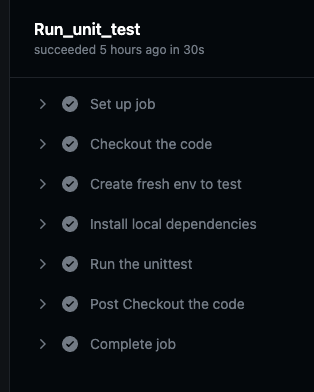 Run_unit_test
succeeded 5 hours ago in 30s
Set up job
Checkout the code
Create fresh env to test
Install local dependencies
Run the unittest
Post Checkout the code
Complete job